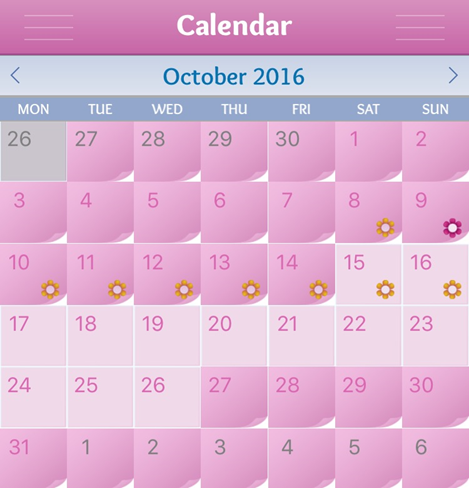 Calendar
October 2016
MON TUE WED THU FRI SAT SUN
26 27 28 29 30 1 2
3 4 5 6 7 8 9
10 11 12 13 14 15 16
17 18 19 20 21 22 23
24 25 26 27 28 29 30
31 1 2 3 4 5 6